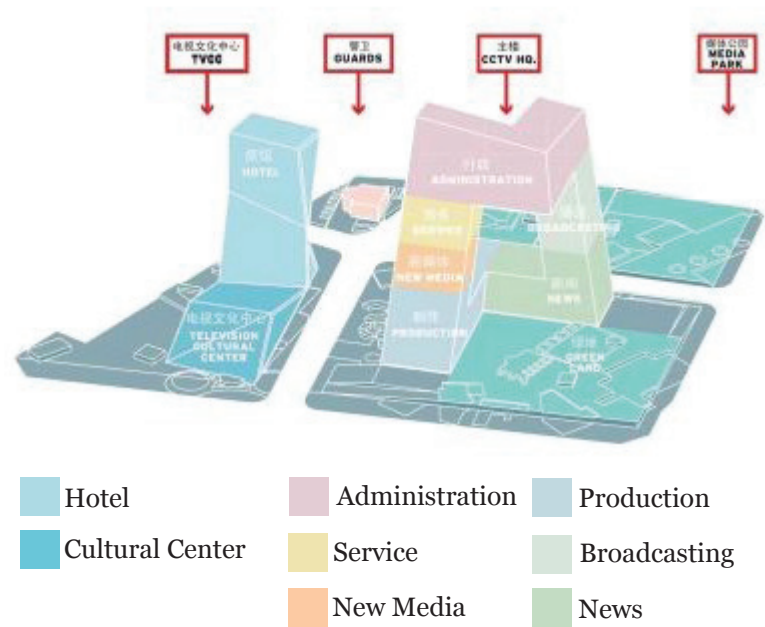 电视文化中心
TVCC
警卫
GUARDS
主楼
CCTV HQ.
媒体公园
MEDIA
PARK
HOTEL
行政
ADMINISTRATION
SERVICE
BROADCASTING
新媒体
NEW MEDIA
新闻
NEWS
电视文化中心
TELEVISION
CULTURAL
CENTER
制作
PRODUCTION
绿地
GREEN
LAND
Hotel
Administration
Production
Cultural Center
Service
Broadcasting
New Media
News